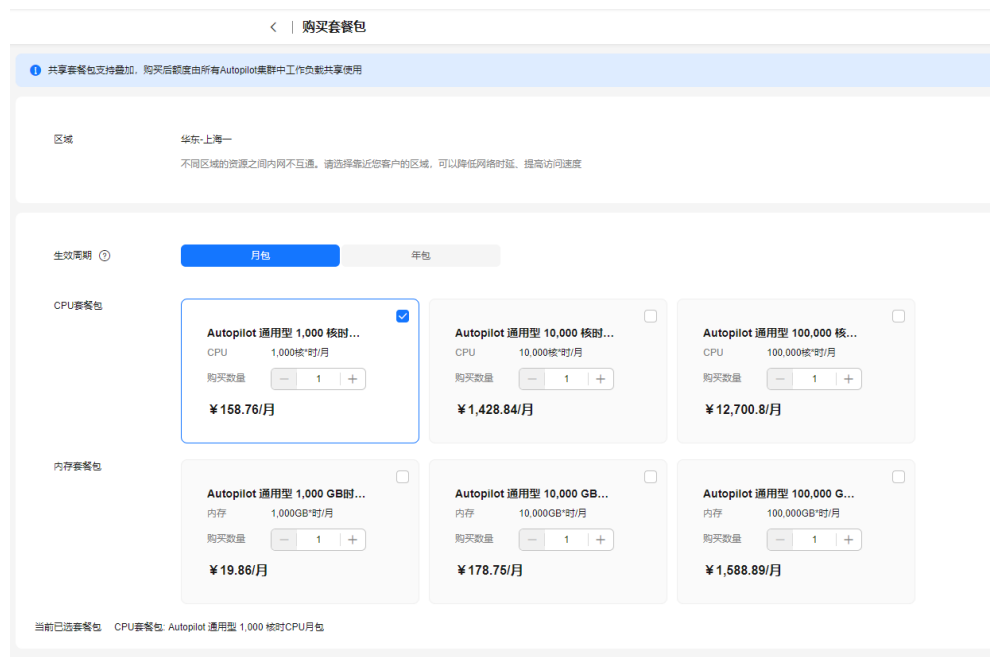 购买套餐包
共享套餐包支持叠加，购买后额度由所有Autopilot集群中工作负载共享使用
区域 华东-上海一
不同区域的资源之间内网不互通。请选择靠近您客户的区域，可以降低网络时延、提高访问速度
生效周期 月包 年包
CPU套餐包
Autopilot 通用型 1,000 核时... Autopilot 通用型 10,000 核时... Autopilot 通用型 100,000 核...
CPU 1,000核*时/月 CPU 10,000核*时/月 CPU 100,000核*时/月
购买数量 1 购买数量 1 购买数量 1
￥158.76/月 ￥1,428.84/月 ￥12,700.8/月
内存套餐包
Autopilot 通用型 1,000 GB时... Autopilot 通用型 10,000 GB... Autopilot 通用型 100,000 G...
内存 1,000GB*时/月 内存 10,000GB*时/月 内存 100,000GB*时/月
购买数量 1 购买数量 1 购买数量 1
￥19.86/月 ￥178.75/月 ￥1,588.89/月
当前已选套餐包 CPU套餐包: Autopilot 通用型 1,000 核时CPU月包